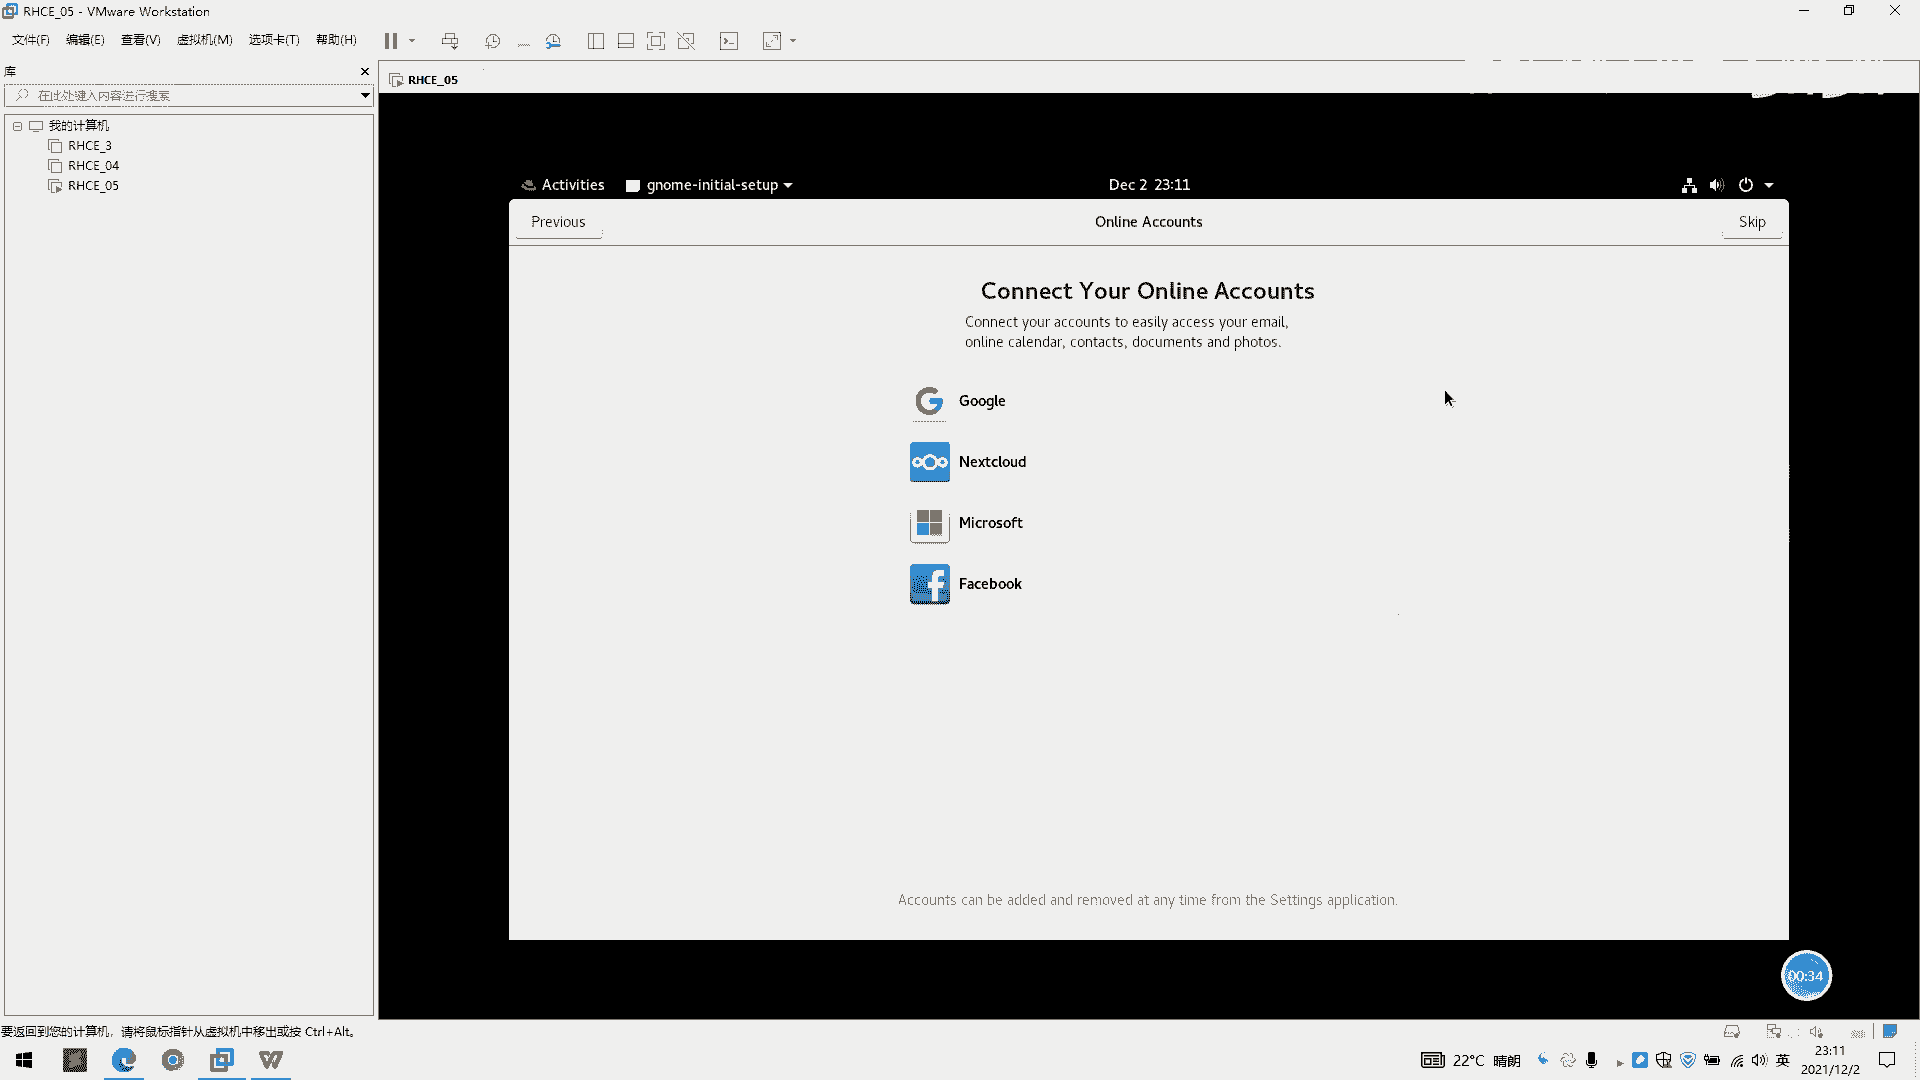 RHCE_05 - VMware Workstation
文件(F) 编辑(E) 查看(V) 虚拟机(M) 选项卡(T) 帮助(H)
库
在此处键入内容进行搜索
我的计算机
RHCE_3
RHCE_04
RHCE_05
RHCE_05
Activities gnome-initial-setup Dec 2 23:11
Previous Online Accounts Skip
Connect Your Online Accounts
Connect your accounts to easily access your email,
online calendar, contacts, documents and photos.
Google
Nextcloud
Microsoft
Facebook
Accounts can be added and removed at any time from the Settings application.
00:34
要返回到您的计算机，请将鼠标指针从虚拟机中移出或按 Ctrl+Alt。
22°C 晴朗 英 23:11
2021/12/2